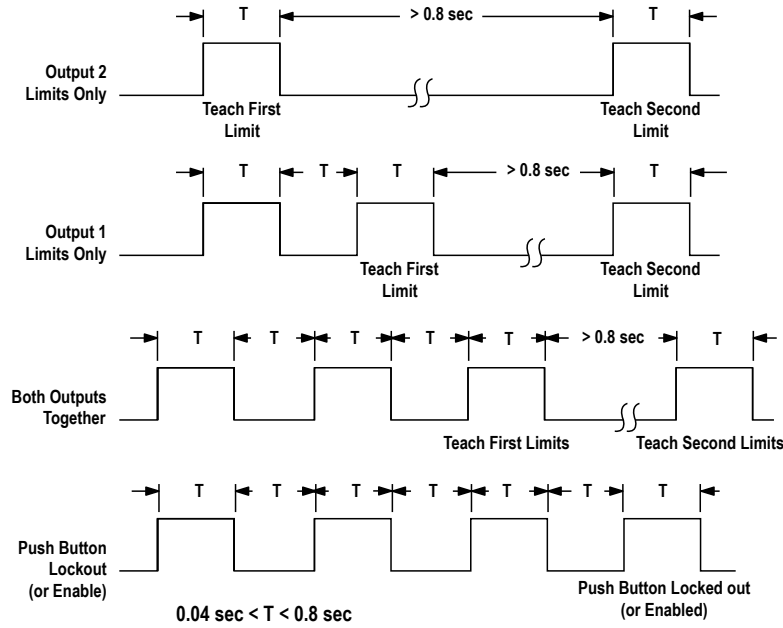 T > 0.8 sec T
Output 2
Limits Only
Teach First
Limit
Teach Second
Limit
T T T > 0.8 sec T
Output 1
Limits Only
Teach First
Limit
Teach Second
Limit
T T T T T > 0.8 sec T
Both Outputs
Together
Teach First Limits Teach Second Limits
T T T T T T T
Push Button
Lockout
(or Enable)
Push Button Locked out
(or Enabled)
0.04 sec < T < 0.8 sec